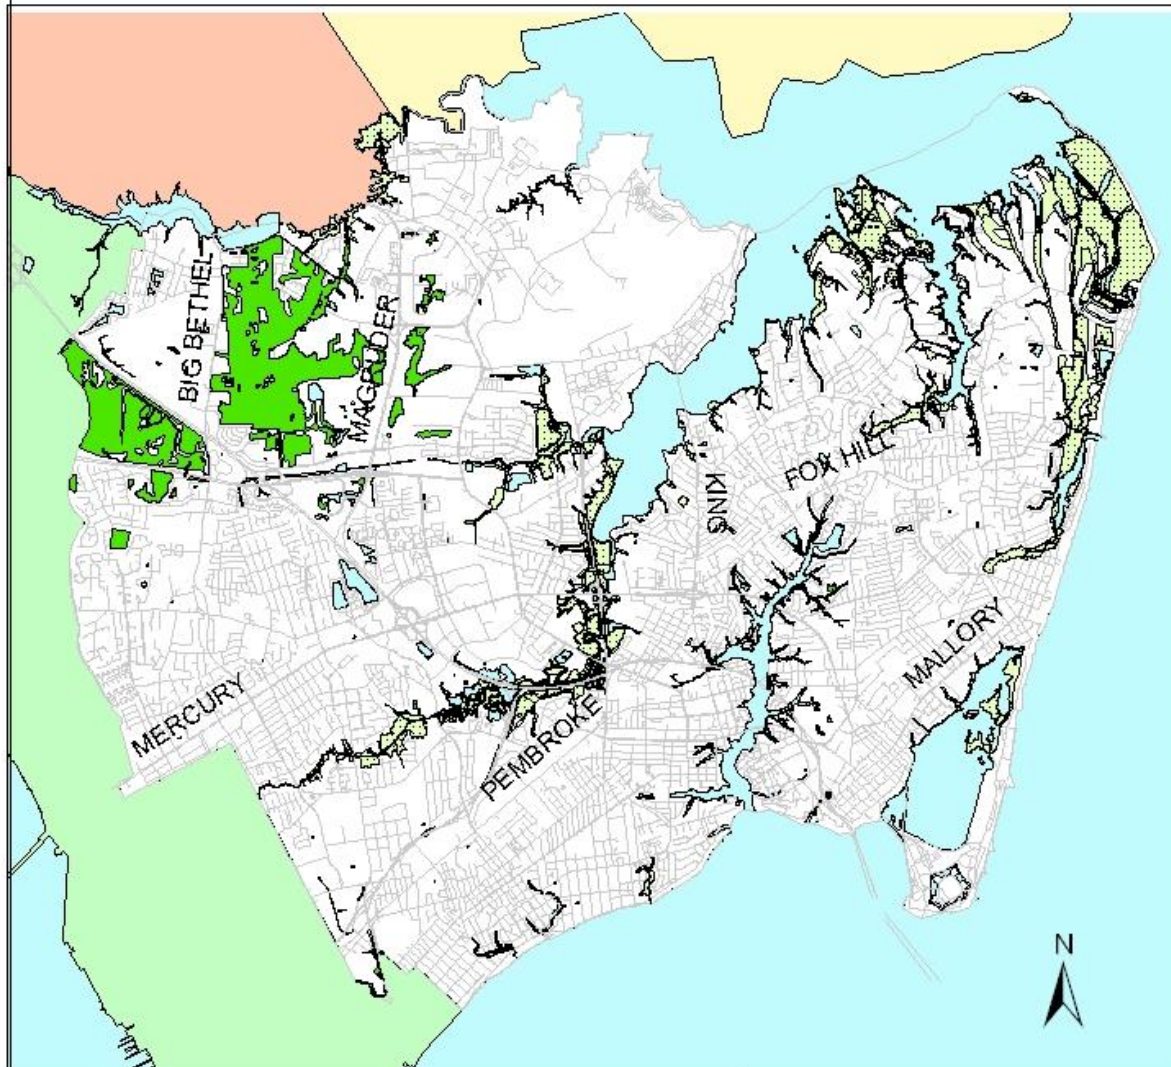 BIG BETHEL
MAGRUDER
FOX HILL
KING
MALLORY
MERCURY
PEMBROKE
N